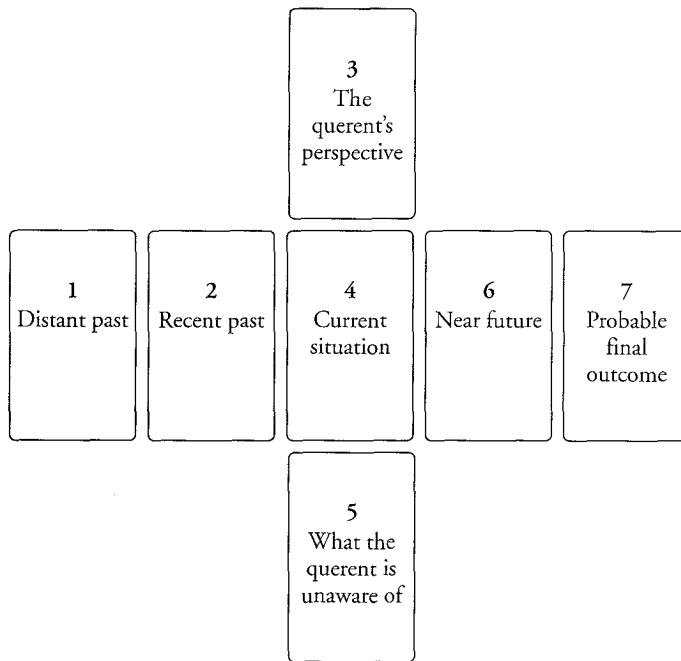 3
The
querent's
perspective
1
Distant past
2
Recent past
4
Current
situation
6
Near future
7
Probable
final
outcome
5
What the
querent is
unaware of